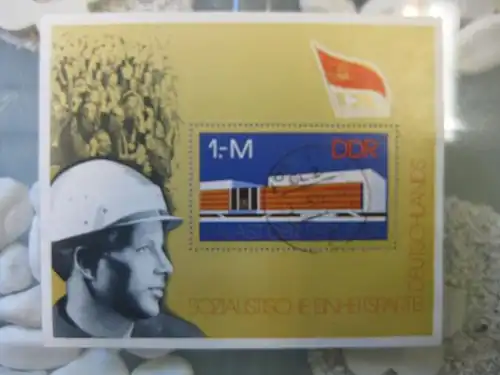 1.-M DDR
SOZIALISTISCHE EINHEITSPARTEI DEUTSCHLANDS